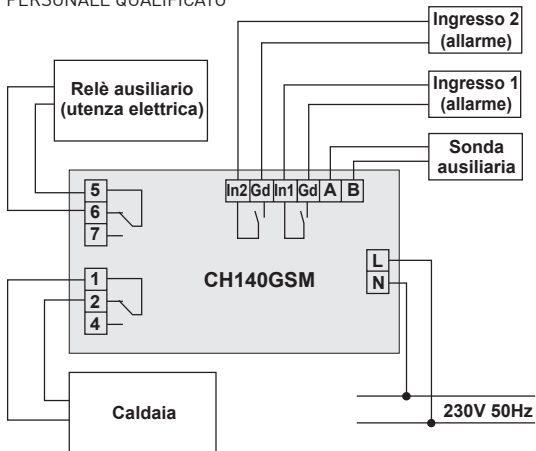 PERSONALE QUALIFICATO
Ingresso 2
(allarme)
Relè ausiliario
(utenza elettrica)
Ingresso 1
(allarme)
Sonda
ausiliaria
In2 Gd In1 Gd A B
5
6
7
CH140GSM
L
N
1
2
4
Caldaia
230V 50Hz